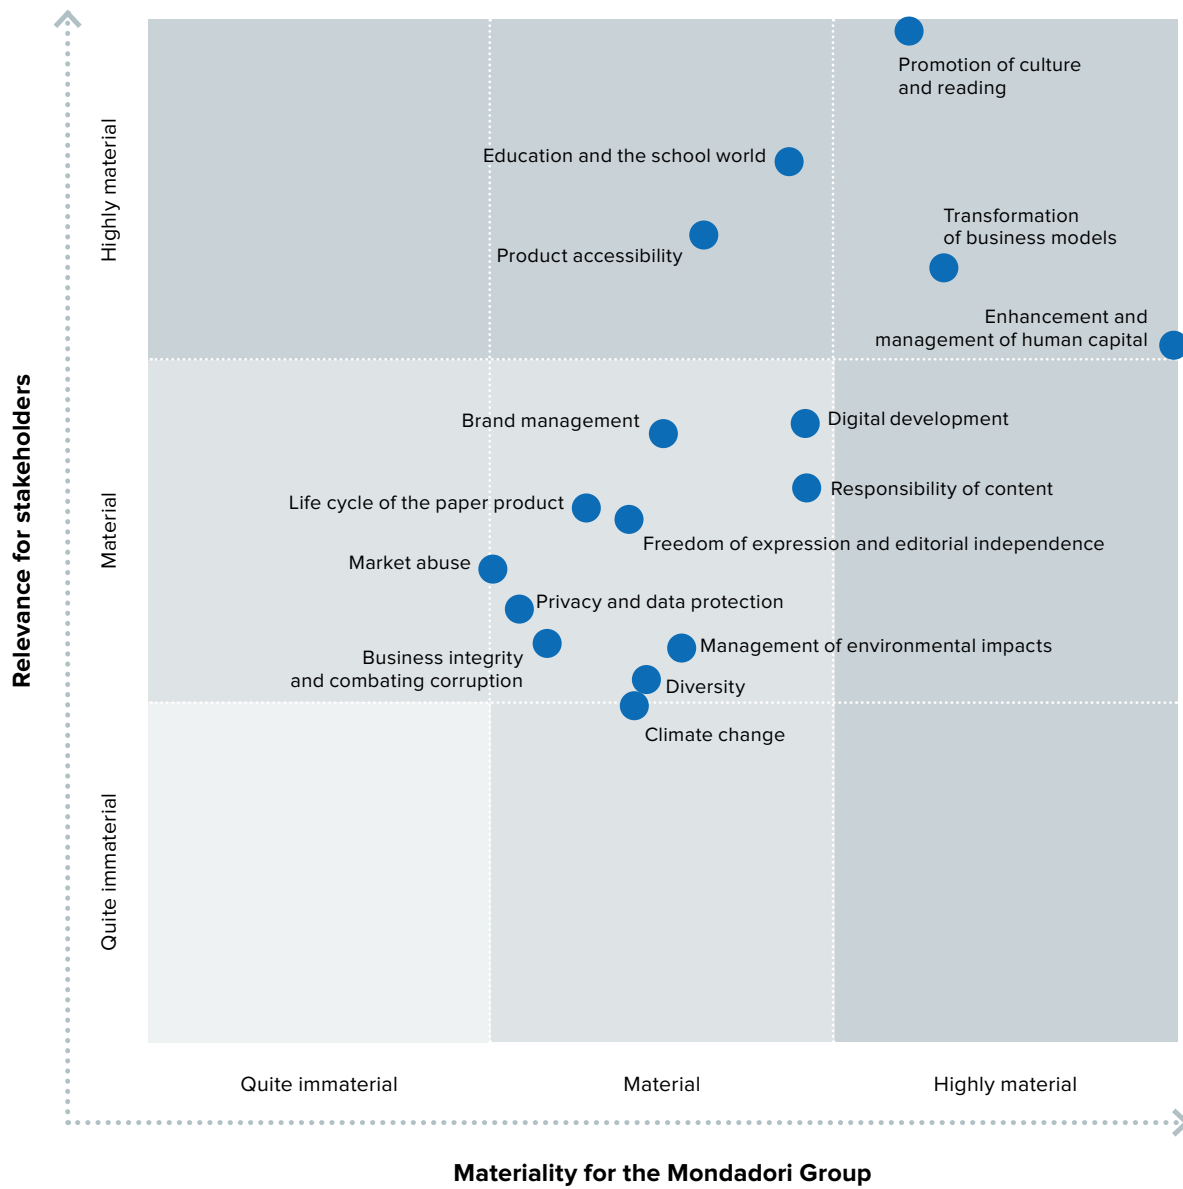 Promotion of culture
and reading
Education and the school world
Transformation
of business models
Product accessibility
Enhancement and
management of human capital
Brand management
Digital development
Life cycle of the paper product
Responsibility of content
Freedom of expression and editorial independence
Market abuse
Privacy and data protection
Business integrity
and combating corruption
Management of environmental impacts
Diversity
Climate change
Relevance for stakeholders
Highly material
Material
Quite immaterial
Quite immaterial
Material
Highly material
Materiality for the Mondadori Group